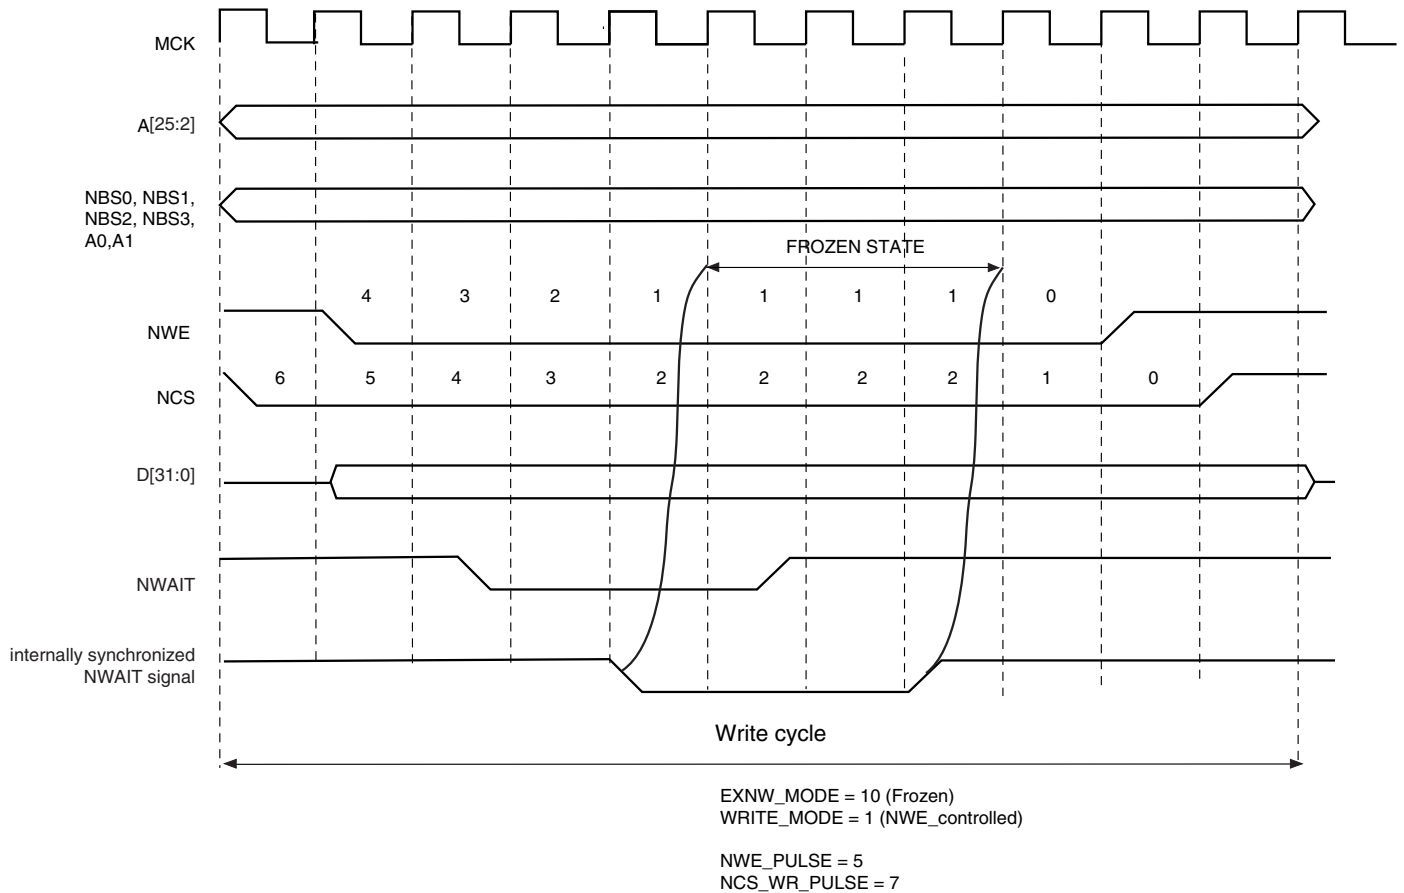 MCK
A[25:2]
NBS0, NBS1,
NBS2, NBS3,
A0,A1
FROZEN STATE
4 3 2 1 1 1 1 0
NWE
6 5 4 3 2 2 2 2 1 0
NCS
D[31:0]
NWAIT
internally synchronized
NWAIT signal
Write cycle
EXNW_MODE = 10 (Frozen)
WRITE_MODE = 1 (NWE_controlled)
NWE_PULSE = 5
NCS_WR_PULSE = 7